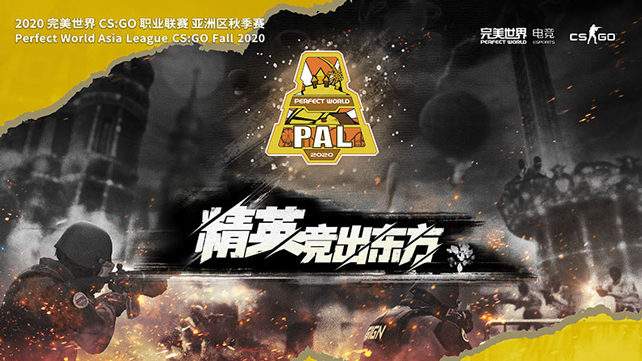 2020 完美世界 CS:GO 职业联赛 亚洲区秋季赛
Perfect World Asia League CS:GO Fall 2020
完美世界 电竞
PERFECT WORLD ESPORTS
CS GO
PERFECT WORLD
PAL
2020
精英竞出东方
GIGN